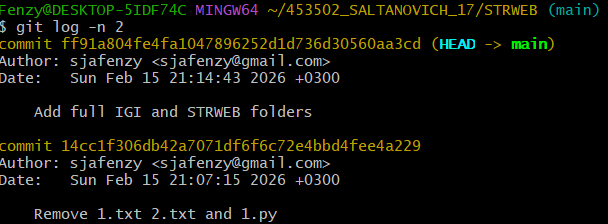 Fenzy@DESKTOP-5IDF74C MINGW64 ~/453502_SALTANOVICH_17/STRWEB (main)
$ git log -n 2
commit ff91a804fe4fa1047896252d1d736d30560aa3cd (HEAD -> main)
Author: sjafenzy <sjafenzy@gmail.com>
Date:   Sun Feb 15 21:14:43 2026 +0300
    Add full IGI and STRWEB folders
commit 14cc1f306db42a7071df6f6c72e4bbd4fee4a229
Author: sjafenzy <sjafenzy@gmail.com>
Date:   Sun Feb 15 21:07:15 2026 +0300
    Remove 1.txt 2.txt and 1.py